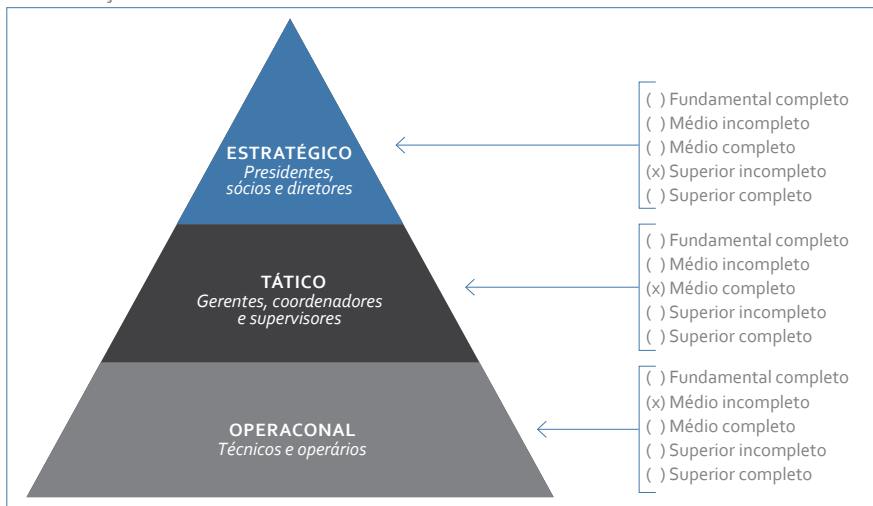 ESTRATÉGICO
Presidentes,
sócios e diretores
( ) Fundamental completo
( ) Médio incompleto
( ) Médio completo
(x) Superior incompleto
( ) Superior completo
TÁTICO
Gerentes, coordenadores
e supervisores
( ) Fundamental completo
( ) Médio incompleto
(x) Médio completo
( ) Superior incompleto
( ) Superior completo
OPERACONAL
Técnicos e operários
( ) Fundamental completo
(x) Médio incompleto
( ) Médio completo
( ) Superior incompleto
( ) Superior completo